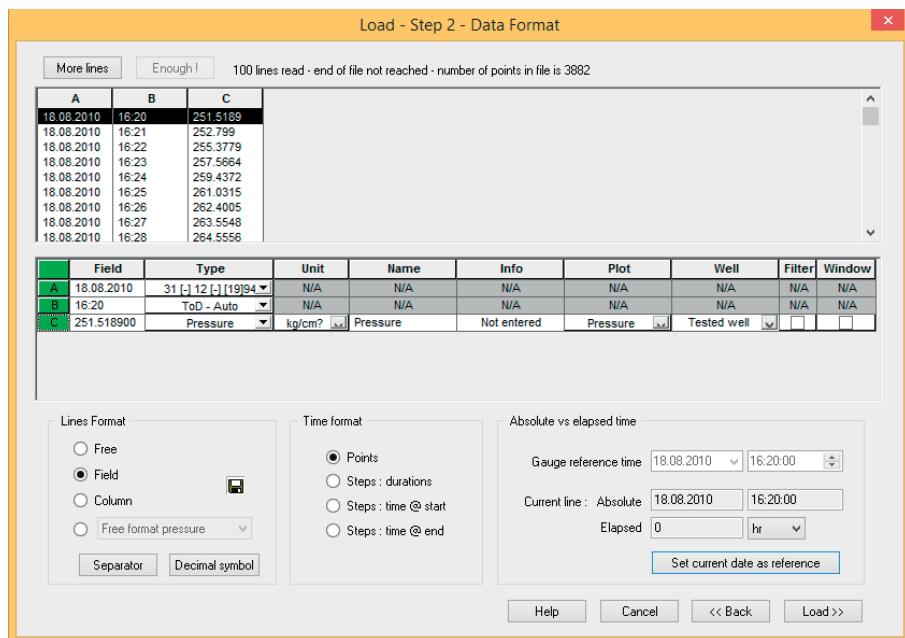 Load - Step 2 - Data Format
More lines Enough ! 100 lines read - end of file not reached - number of points in file is 3882
A B C
18.08.2010 16:20 251.5189
18.08.2010 16:21 252.799
18.08.2010 16:22 255.3779
18.08.2010 16:23 257.5664
18.08.2010 16:24 259.4372
18.08.2010 16:25 261.0315
18.08.2010 16:26 262.4005
18.08.2010 16:27 263.5548
18.08.2010 16:28 264.5556
Field Type Unit Name Info Plot Well Filter Window
A 18.08.2010 31 [-] 12 [-] [19]94 N/A N/A N/A N/A N/A N/A N/A
B 16:20 ToD - Auto N/A N/A N/A N/A N/A N/A N/A
C 251.518900 Pressure kg/cm? ... Pressure Not entered Pressure ... Tested well
Lines Format
Free
Field
Column
Free format pressure
Separator Decimal symbol
Time format
Points
Steps : durations
Steps : time @ start
Steps : time @ end
Absolute vs elapsed time
Gauge reference time 18.08.2010 16:20:00
Current line : Absolute 18.08.2010 16:20:00
Elapsed 0 hr
Set current date as reference
Help Cancel << Back Load >>